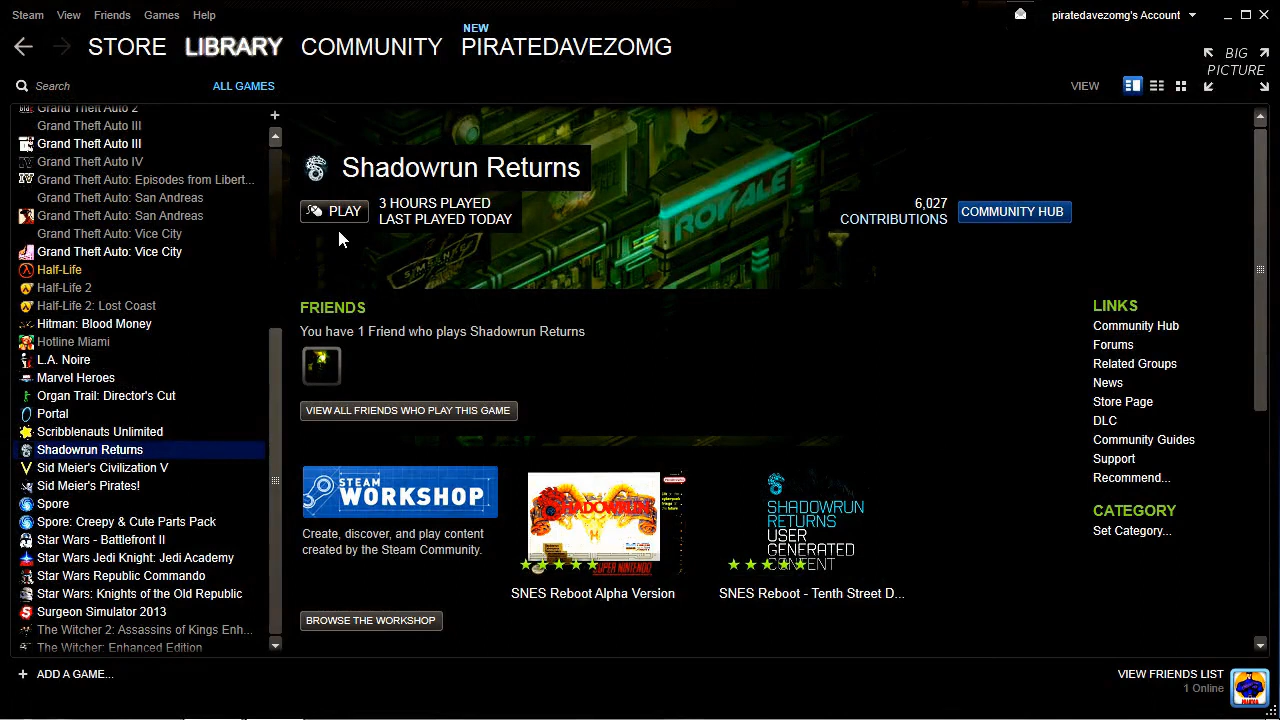 Steam View Friends Games Help
piratedavezomg's Account
NEW
STORE LIBRARY COMMUNITY PIRATEDAVEZOMG
BIG
PICTURE
Search
ALL GAMES
VIEW
Grand Theft Auto 2
Grand Theft Auto III
Grand Theft Auto III
Grand Theft Auto IV
Grand Theft Auto: Episodes from Libert...
Grand Theft Auto: San Andreas
Grand Theft Auto: San Andreas
Grand Theft Auto: Vice City
Grand Theft Auto: Vice City
Half-Life
Half-Life 2
Half-Life 2: Lost Coast
Hitman: Blood Money
Hotline Miami
L.A. Noire
Marvel Heroes
Organ Trail: Director's Cut
Portal
Scribblenauts Unlimited
Shadowrun Returns
Sid Meier's Civilization V
Sid Meier's Pirates!
Spore
Spore: Creepy & Cute Parts Pack
Star Wars - Battlefront II
Star Wars Jedi Knight: Jedi Academy
Star Wars Republic Commando
Star Wars: Knights of the Old Republic
Surgeon Simulator 2013
The Witcher 2: Assassins of Kings Enh...
The Witcher: Enhanced Edition
+ ADD A GAME...
Shadowrun Returns
PLAY
3 HOURS PLAYED
LAST PLAYED TODAY
ROYALE
6,027
CONTRIBUTIONS
COMMUNITY HUB
FRIENDS
You have 1 Friend who plays Shadowrun Returns
VIEW ALL FRIENDS WHO PLAY THIS GAME
STEAM
WORKSHOP
Create, discover, and play content
created by the Steam Community.
BROWSE THE WORKSHOP
SHADOWRUN
SUPER NINTENDO
SNES Reboot Alpha Version
SHADOWRUN
RETURNS
USER
GENERATED
CONTENT
SNES Reboot - Tenth Street D...
LINKS
Community Hub
Forums
Related Groups
News
Store Page
DLC
Community Guides
Support
Recommend...
CATEGORY
Set Category...
VIEW FRIENDS LIST
1 Online